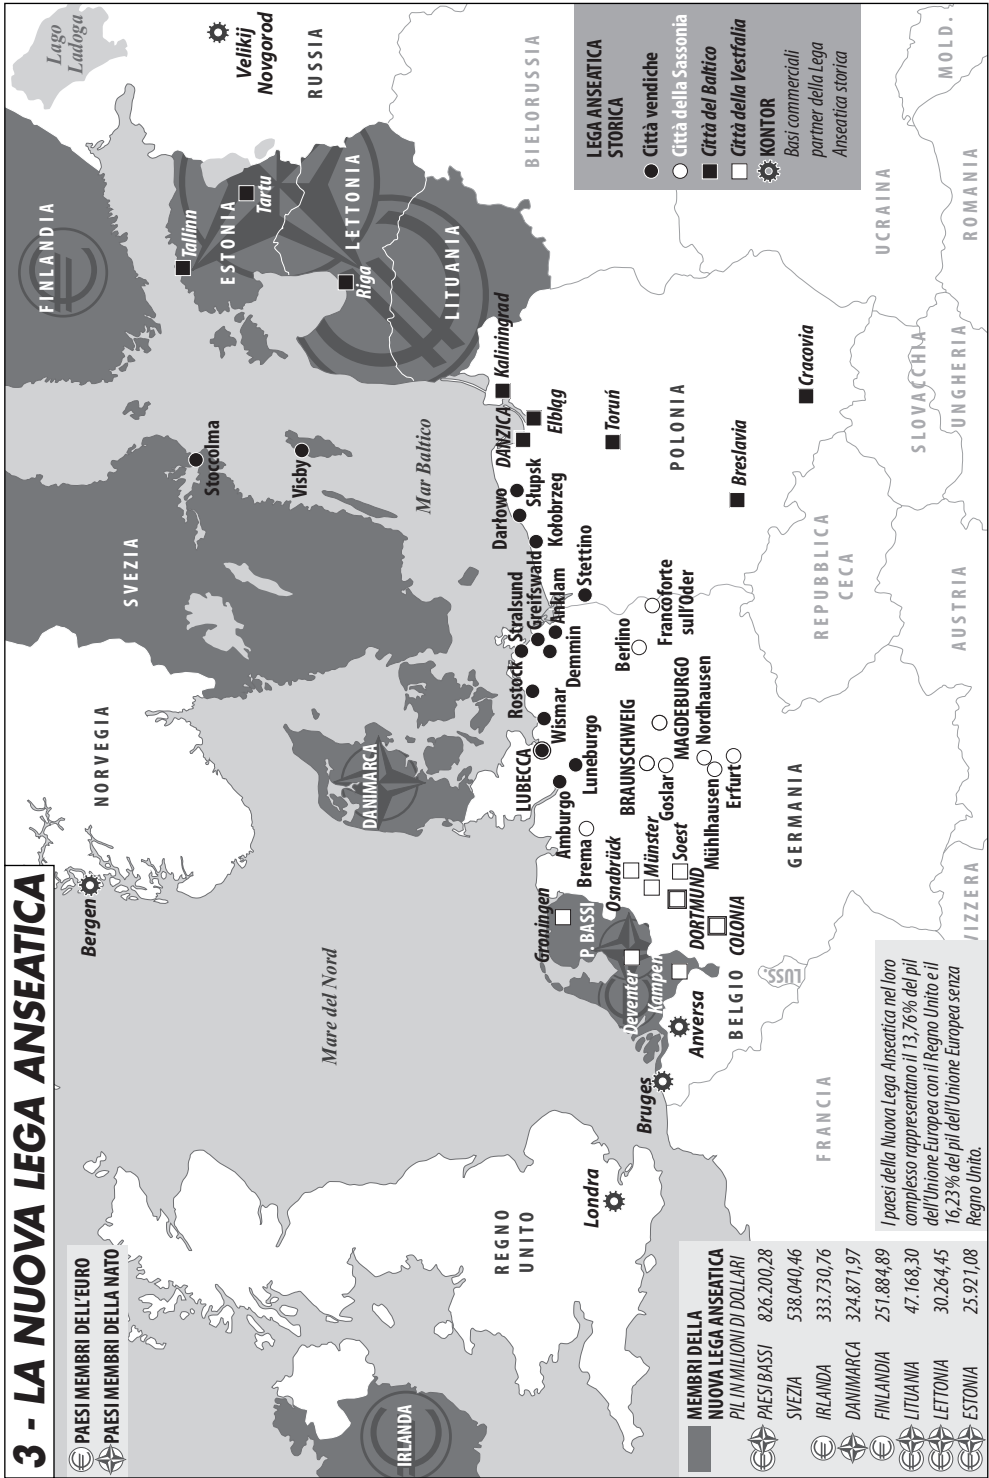 3 - LA NUOVA LEGA ANSEATICA
PAESI MEMBRI DELL'EURO
PAESI MEMBRI DELLA NATO
Bergen
NORVEGIA
SVEZIA
FINLANDIA
Lago
Ladoga
Velikij
Novgorod
RUSSIA
Stoccolma
Tallinn
ESTONIA
Tartu
Visby
Riga
LETTONIA
LITUANIA
BIELORUSSIA
Mare del Nord
Mar Baltico
DANIMARCA
IRLANDA
REGNO
UNITO
Londra
Bruges
Anversa
BELGIO
Groningen
P. BASSI
Deventer
Kampen
Amburgo
Brema
LUBECCA
Luneburgo
Wismar
Rostock
Stralsund
Greifswald
Anklam
Demmin
Stettino
Darłowo
Słupsk
Kołobrzeg
DANZICA
Kaliningrad
Elbląg
Toruń
POLONIA
Breslavia
Cracovia
Osnabrück
Münster
Soest
DORTMUND
COLONIA
BRAUNSCHWEIG
Goslar
MAGDEBURGO
Nordhausen
Mühlhausen
Erfurt
Berlino
Francoforte
sull'Oder
GERMANIA
LUSS.
FRANCIA
VIZZERA
AUSTRIA
REPUBBLICA
CECA
SLOVACCHIA
UNGHERIA
UCRAINA
ROMANIA
MOLD.
LEGA ANSEATICA
STORICA
Città vendiche
Città della Sassonia
Città del Baltico
Città della Vestfalia
KONTOR
Basi commerciali
partner della Lega
Anseatica storica
MEMBRI DELLA
NUOVA LEGA ANSEATICA
PIL IN MILIONI DI DOLLARI
PAESI BASSI 826.200,28
SVEZIA 538.040,46
IRLANDA 333.730,76
DANIMARCA 324.871,97
FINLANDIA 251.884,89
LITUANIA 47.168,30
LETTONIA 30.264,45
ESTONIA 25.921,08
I paesi della Nuova Lega Anseatica nel loro
complesso rappresentano il 13,76% del pil
dell'Unione Europea con il Regno Unito e il
16,23% del pil dell'Unione Europea senza
Regno Unito.